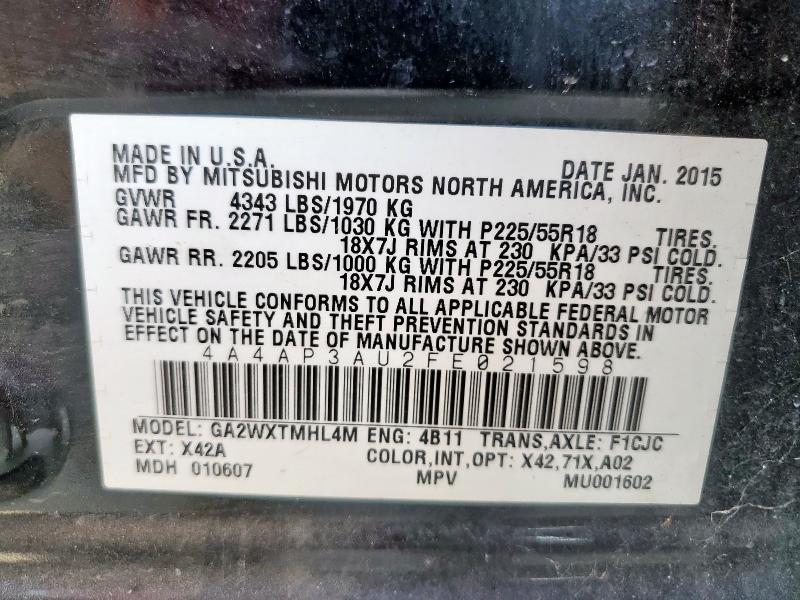 MADE IN U.S.A. DATE JAN. 2015
MFD BY MITSUBISHI MOTORS NORTH AMERICA, INC.
GVWR 4343 LBS/1970 KG
GAWR FR. 2271 LBS/1030 KG WITH P225/55R18 TIRES.
18X7J RIMS AT 230 KPA/33 PSI COLD.
GAWR RR. 2205 LBS/1000 KG WITH P225/55R18 TIRES.
18X7J RIMS AT 230 KPA/33 PSI COLD.
THIS VEHICLE CONFORMS TO ALL APPLICABLE FEDERAL MOTOR
VEHICLE SAFETY AND THEFT PREVENTION STANDARDS IN
EFFECT ON THE DATE OF MANUFACTURE SHOWN ABOVE.
4A4AP3AU2FE021598
MODEL: GA2WXTMHL4M ENG: 4B11 TRANS,AXLE: F1CJC
EXT: X42A COLOR,INT,OPT: X42,71X,A02
MDH 010607 MPV MU001602